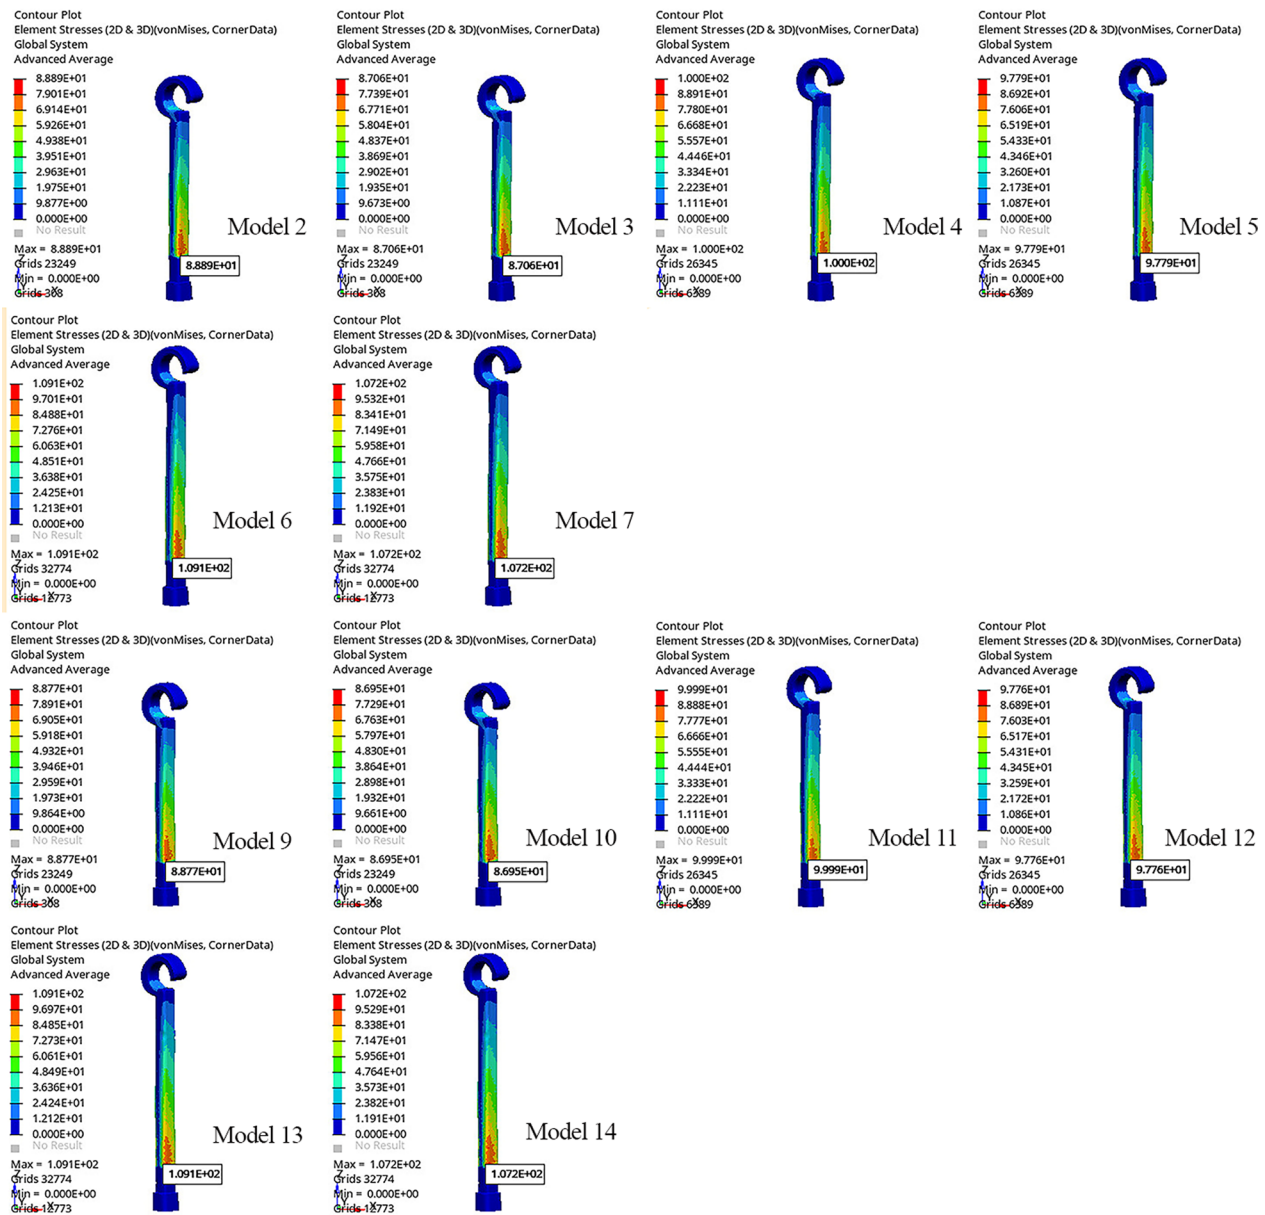 Contour Plot
Element Stresses (2D & 3D)(vonMises, CornerData)
Global System
Advanced Average
8.889E+01
7.901E+01
6.914E+01
5.926E+01
4.938E+01
3.951E+01
2.963E+01
1.975E+01
9.877E+00
0.000E+00
No Result
Max = 8.889E+01
Grids 23249
Min = 0.000E+00
Grids 308
Z
Y
X
8.889E+01
Model 2
Contour Plot
Element Stresses (2D & 3D)(vonMises, CornerData)
Global System
Advanced Average
8.706E+01
7.739E+01
6.771E+01
5.804E+01
4.837E+01
3.869E+01
2.902E+01
1.935E+01
9.673E+00
0.000E+00
No Result
Max = 8.706E+01
Grids 23249
Min = 0.000E+00
Grids 308
Z
Y
X
8.706E+01
Model 3
Contour Plot
Element Stresses (2D & 3D)(vonMises, CornerData)
Global System
Advanced Average
1.000E+02
8.891E+01
7.780E+01
6.668E+01
5.557E+01
4.446E+01
3.334E+01
2.223E+01
1.111E+01
0.000E+00
No Result
Max = 1.000E+02
Grids 26345
Min = 0.000E+00
Grids 6389
Z
Y
X
1.000E+02
Model 4
Contour Plot
Element Stresses (2D & 3D)(vonMises, CornerData)
Global System
Advanced Average
9.779E+01
8.692E+01
7.606E+01
6.519E+01
5.433E+01
4.346E+01
3.260E+01
2.173E+01
1.087E+01
0.000E+00
No Result
Max = 9.779E+01
Grids 26345
Min = 0.000E+00
Grids 6389
Z
Y
X
9.779E+01
Model 5
Contour Plot
Element Stresses (2D & 3D)(vonMises, CornerData)
Global System
Advanced Average
1.091E+02
9.701E+01
8.488E+01
7.276E+01
6.063E+01
4.851E+01
3.638E+01
2.425E+01
1.213E+01
0.000E+00
No Result
Max = 1.091E+02
Grids 32774
Min = 0.000E+00
Grids 12773
Z
Y
X
1.091E+02
Model 6
Contour Plot
Element Stresses (2D & 3D)(vonMises, CornerData)
Global System
Advanced Average
1.072E+02
9.532E+01
8.341E+01
7.149E+01
5.958E+01
4.766E+01
3.575E+01
2.383E+01
1.192E+01
0.000E+00
No Result
Max = 1.072E+02
Grids 32774
Min = 0.000E+00
Grids 12773
Z
Y
X
1.072E+02
Model 7
Contour Plot
Element Stresses (2D & 3D)(vonMises, CornerData)
Global System
Advanced Average
8.877E+01
7.891E+01
6.905E+01
5.918E+01
4.932E+01
3.946E+01
2.959E+01
1.973E+01
9.864E+00
0.000E+00
No Result
Max = 8.877E+01
Grids 23249
Min = 0.000E+00
Grids 308
Z
Y
X
8.877E+01
Model 9
Contour Plot
Element Stresses (2D & 3D)(vonMises, CornerData)
Global System
Advanced Average
8.695E+01
7.729E+01
6.763E+01
5.797E+01
4.830E+01
3.864E+01
2.898E+01
1.932E+01
9.661E+00
0.000E+00
No Result
Max = 8.695E+01
Grids 23249
Min = 0.000E+00
Grids 308
Z
Y
X
8.695E+01
Model 10
Contour Plot
Element Stresses (2D & 3D)(vonMises, CornerData)
Global System
Advanced Average
9.999E+01
8.888E+01
7.777E+01
6.666E+01
5.555E+01
4.444E+01
3.333E+01
2.222E+01
1.111E+01
0.000E+00
No Result
Max = 9.999E+01
Grids 26345
Min = 0.000E+00
Grids 6389
Z
Y
X
9.999E+01
Model 11
Contour Plot
Element Stresses (2D & 3D)(vonMises, CornerData)
Global System
Advanced Average
9.776E+01
8.689E+01
7.603E+01
6.517E+01
5.431E+01
4.345E+01
3.259E+01
2.172E+01
1.086E+01
0.000E+00
No Result
Max = 9.776E+01
Grids 26345
Min = 0.000E+00
Grids 6389
Z
Y
X
9.776E+01
Model 12
Contour Plot
Element Stresses (2D & 3D)(vonMises, CornerData)
Global System
Advanced Average
1.091E+02
9.697E+01
8.485E+01
7.273E+01
6.061E+01
4.849E+01
3.636E+01
2.424E+01
1.212E+01
0.000E+00
No Result
Max = 1.091E+02
Grids 32774
Min = 0.000E+00
Grids 12773
Z
Y
X
1.091E+02
Model 13
Contour Plot
Element Stresses (2D & 3D)(vonMises, CornerData)
Global System
Advanced Average
1.072E+02
9.529E+01
8.338E+01
7.147E+01
5.956E+01
4.764E+01
3.573E+01
2.382E+01
1.191E+01
0.000E+00
No Result
Max = 1.072E+02
Grids 32774
Min = 0.000E+00
Grids 12773
Z
Y
X
1.072E+02
Model 14